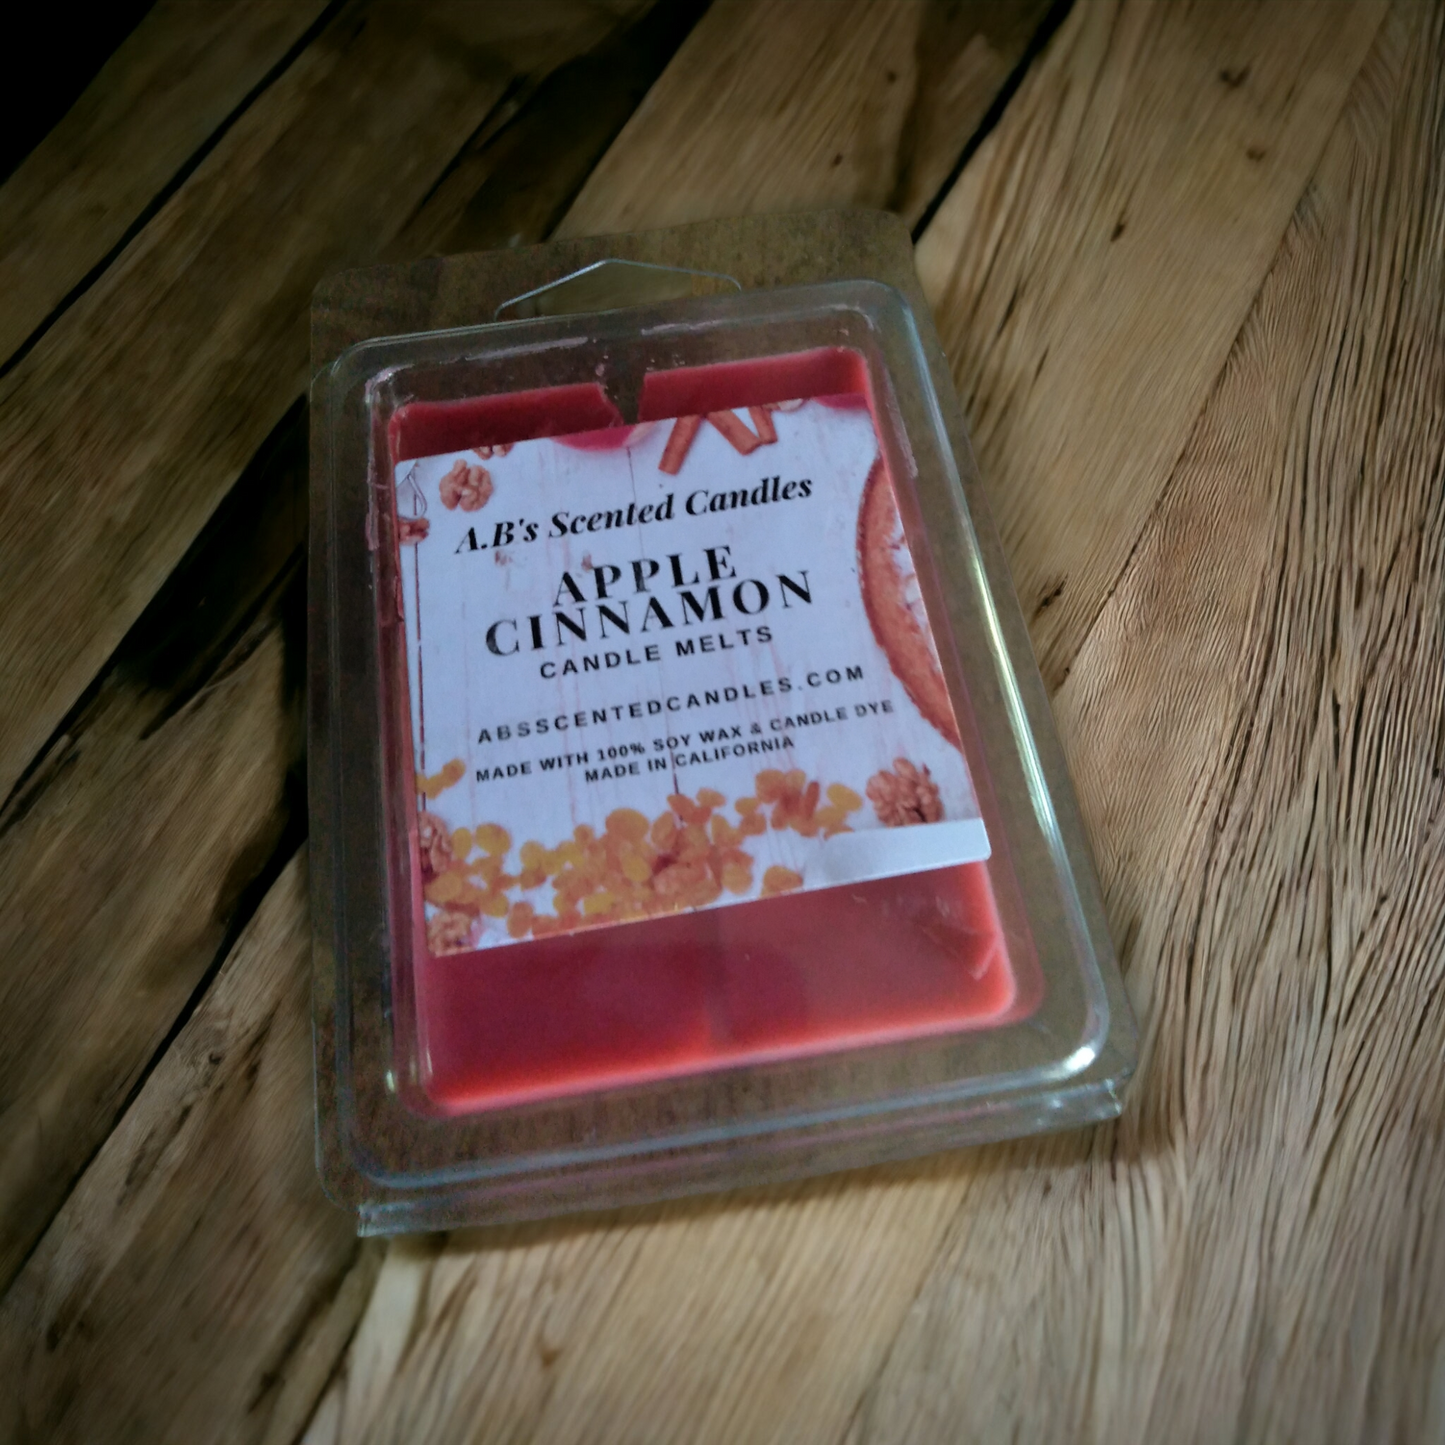 A.B's Scented Candles
APPLE
CINNAMON
CANDLE MELTS
ABSSCENTEDCANDLES.COM
MADE WITH 100% SOY WAX & CANDLE DYE
MADE IN CALIFORNIA